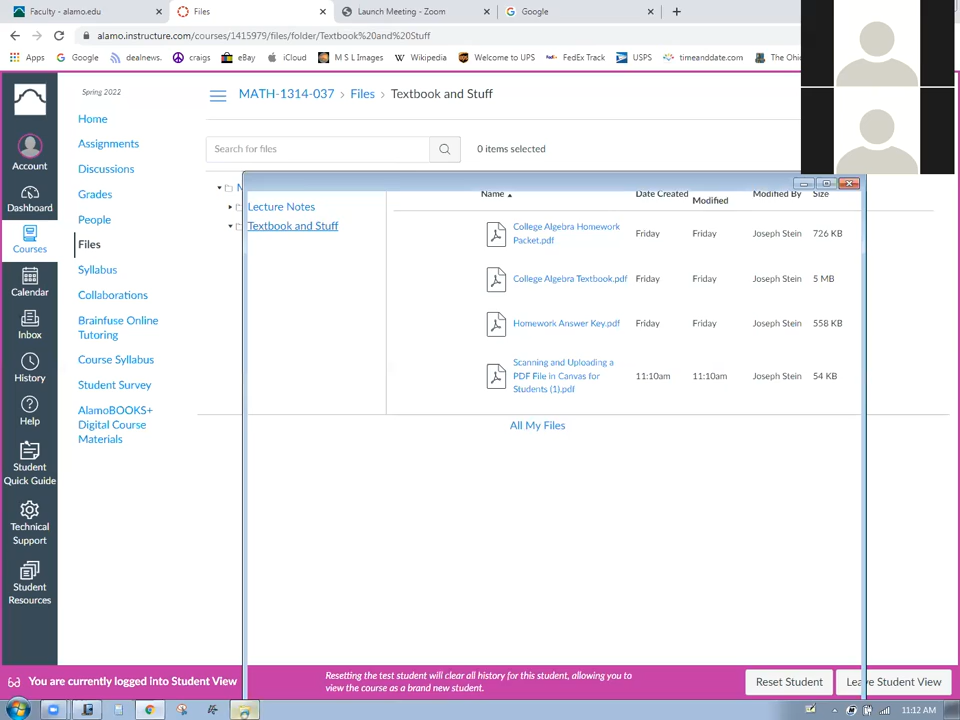 Faculty - alamo.edu
Files
Launch Meeting - Zoom
Google
alamo.instructure.com/courses/1415979/files/folder/Textbook%20and%20Stuff
Apps
Google
dealnews.
craigs
eBay
iCloud
M S L Images
Wikipedia
Welcome to UPS
FedEx Track
USPS
timeanddate.com
The Ohio
Account
Dashboard
Courses
Calendar
Inbox
History
Help
Student
Quick Guide
Technical
Support
Student
Resources
Spring 2022
Home
Assignments
Discussions
Grades
People
Files
Syllabus
Collaborations
Brainfuse Online
Tutoring
Course Syllabus
Student Survey
AlamoBOOKS+
Digital Course
Materials
MATH-1314-037 › Files › Textbook and Stuff
Search for files
0 items selected
Lecture Notes
Textbook and Stuff
Name Date Created Modified Modified By Size
College Algebra Homework
Packet.pdf
Friday Friday Joseph Stein 726 KB
College Algebra Textbook.pdf Friday Friday Joseph Stein 5 MB
Homework Answer Key.pdf Friday Friday Joseph Stein 558 KB
Scanning and Uploading a
PDF File in Canvas for
Students (1).pdf
11:10am 11:10am Joseph Stein 54 KB
All My Files
You are currently logged into Student View
Resetting the test student will clear all history for this student, allowing you to
view the course as a brand new student.
Reset Student
Leave Student View
11:12 AM